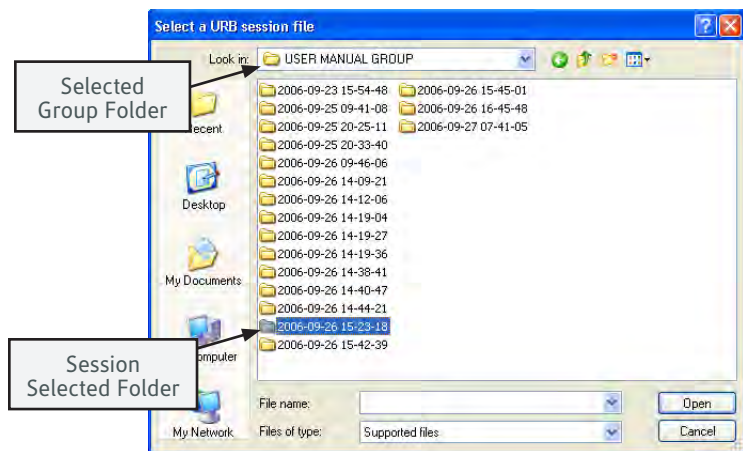 Select a URB session file
Look in:
USER MANUAL GROUP
Selected
Group Folder
Recent
Desktop
My Documents
Computer
My Network
Session
Selected Folder
2006-09-23 15-54-48
2006-09-25 09-41-08
2006-09-25 20-25-11
2006-09-25 20-33-40
2006-09-26 09-46-06
2006-09-26 14-09-21
2006-09-26 14-12-06
2006-09-26 14-19-04
2006-09-26 14-19-27
2006-09-26 14-19-36
2006-09-26 14-38-41
2006-09-26 14-40-47
2006-09-26 14-44-21
2006-09-26 15-23-18
2006-09-26 15-42-39
2006-09-26 15-45-01
2006-09-26 16-45-48
2006-09-27 07-41-05
File name:
Open
Files of type:
Supported files
Cancel